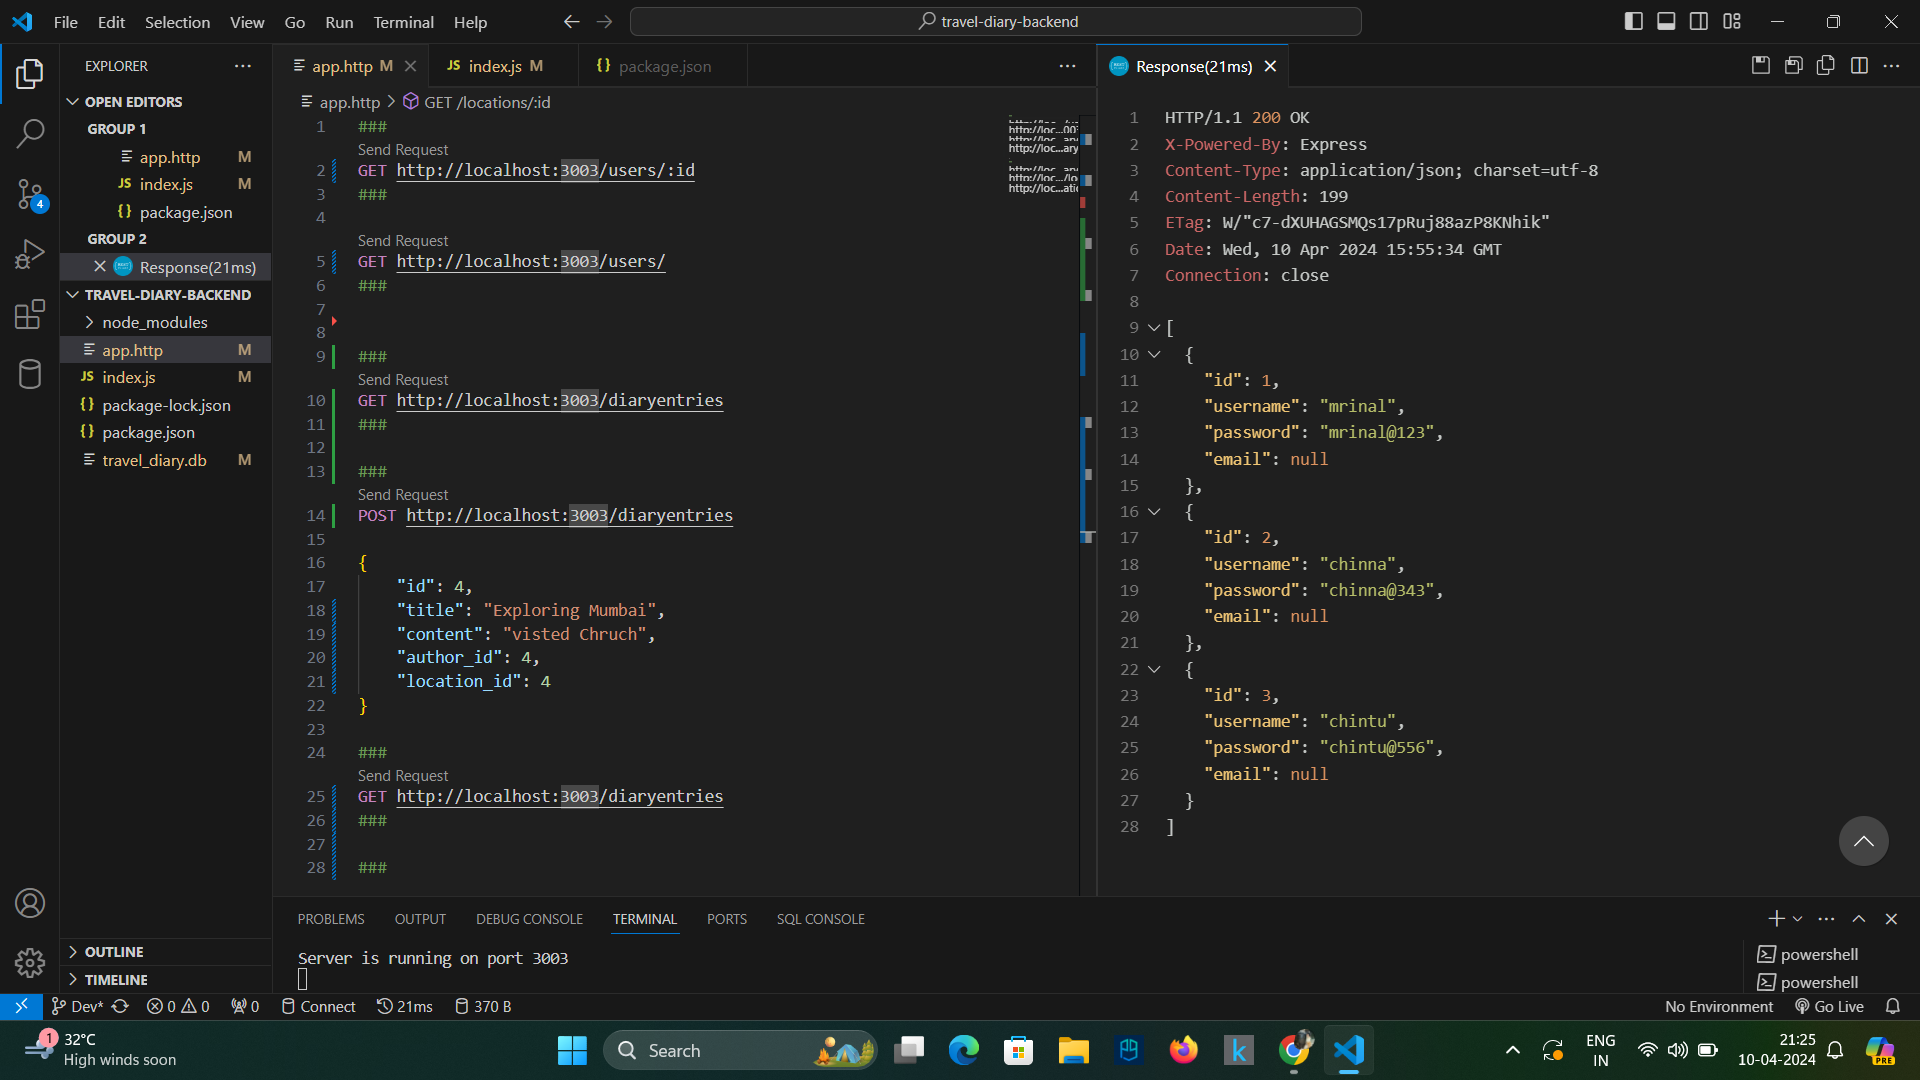 File Edit Selection View Go Run Terminal Help
travel-diary-backend
EXPLORER
OPEN EDITORS
GROUP 1
app.http M
JS index.js M
{} package.json
GROUP 2
Response(21ms)
TRAVEL-DIARY-BACKEND
node_modules
app.http M
JS index.js M
{} package-lock.json
{} package.json
travel_diary.db M
OUTLINE
TIMELINE
4
app.http M
JS index.js M
{} package.json
app.http > GET /locations/:id
1 ###
Send Request
2 GET http://localhost:3003/users/:id
3 ###
4
Send Request
5 GET http://localhost:3003/users/
6 ###
7
8
9 ###
Send Request
10 GET http://localhost:3003/diaryentries
11 ###
12
13 ###
Send Request
14 POST http://localhost:3003/diaryentries
15
16 {
17 "id": 4,
18 "title": "Exploring Mumbai",
19 "content": "visted Chruch",
20 "author_id": 4,
21 "location_id": 4
22 }
23
24 ###
Send Request
25 GET http://localhost:3003/diaryentries
26 ###
27
28 ###
Response(21ms)
1 HTTP/1.1 200 OK
2 X-Powered-By: Express
3 Content-Type: application/json; charset=utf-8
4 Content-Length: 199
5 ETag: W/"c7-dXUHAGSMQs17pRuj88azP8KNhik"
6 Date: Wed, 10 Apr 2024 15:55:34 GMT
7 Connection: close
8
9 [
10 {
11 "id": 1,
12 "username": "mrinal",
13 "password": "mrinal@123",
14 "email": null
15 },
16 {
17 "id": 2,
18 "username": "chinna",
19 "password": "chinna@343",
20 "email": null
21 },
22 {
23 "id": 3,
24 "username": "chintu",
25 "password": "chintu@556",
26 "email": null
27 }
28 ]
PROBLEMS OUTPUT DEBUG CONSOLE TERMINAL PORTS SQL CONSOLE
Server is running on port 3003
powershell
powershell
Dev* 0 0 0 Connect 21ms 370 B
No Environment Go Live
1
32°C
High winds soon
Search
k
ENG
IN
21:25
10-04-2024
PRE